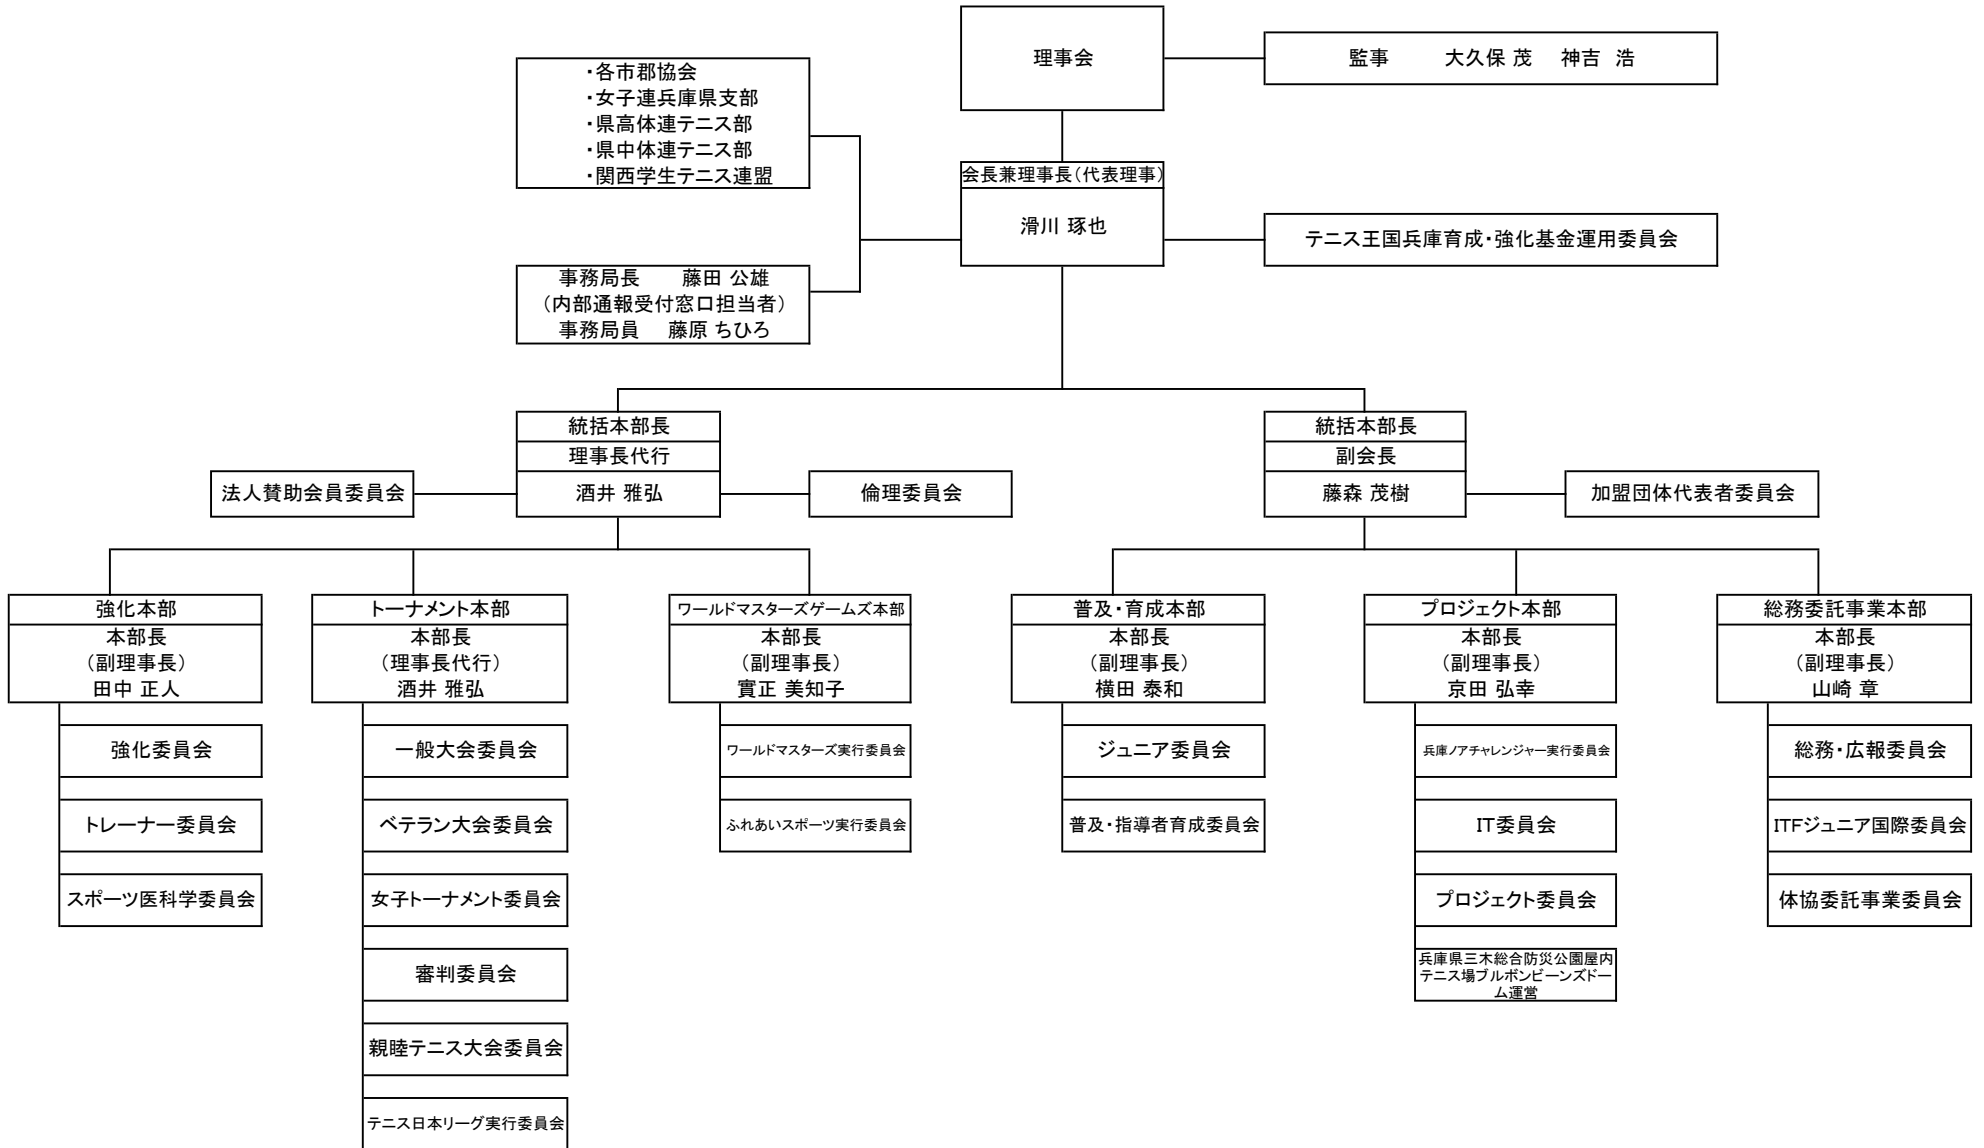 理事会
監事 大久保 茂 神吉 浩
・各市郡協会
・女子連兵庫県支部
・県高体連テニス部
・県中体連テニス部
・関西学生テニス連盟
会長兼理事長(代表理事)
滑川 琢也
テニス王国兵庫育成・強化基金運用委員会
事務局長 藤田 公雄
(内部通報受付窓口担当者)
事務局員 藤原 ちひろ
統括本部長
理事長代行
酒井 雅弘
法人賛助会員委員会
倫理委員会
統括本部長
副会長
藤森 茂樹
加盟団体代表者委員会
強化本部
本部長
(副理事長)
田中 正人
強化委員会
トレーナー委員会
スポーツ医科学委員会
トーナメント本部
本部長
(理事長代行)
酒井 雅弘
一般大会委員会
ベテラン大会委員会
女子トーナメント委員会
審判委員会
親睦テニス大会委員会
テニス日本リーグ実行委員会
ワールドマスターズゲームズ本部
本部長
(副理事長)
實正 美知子
ワールドマスターズ実行委員会
ふれあいスポーツ実行委員会
普及・育成本部
本部長
(副理事長)
横田 泰和
ジュニア委員会
普及・指導者育成委員会
プロジェクト本部
本部長
(副理事長)
京田 弘幸
兵庫ノアチャレンジャー実行委員会
IT委員会
プロジェクト委員会
兵庫県三木総合防災公園屋内
テニス場ブルボンビーンズドー
ム運営
総務委託事業本部
本部長
(副理事長)
山崎 章
総務・広報委員会
ITFジュニア国際委員会
体協委託事業委員会